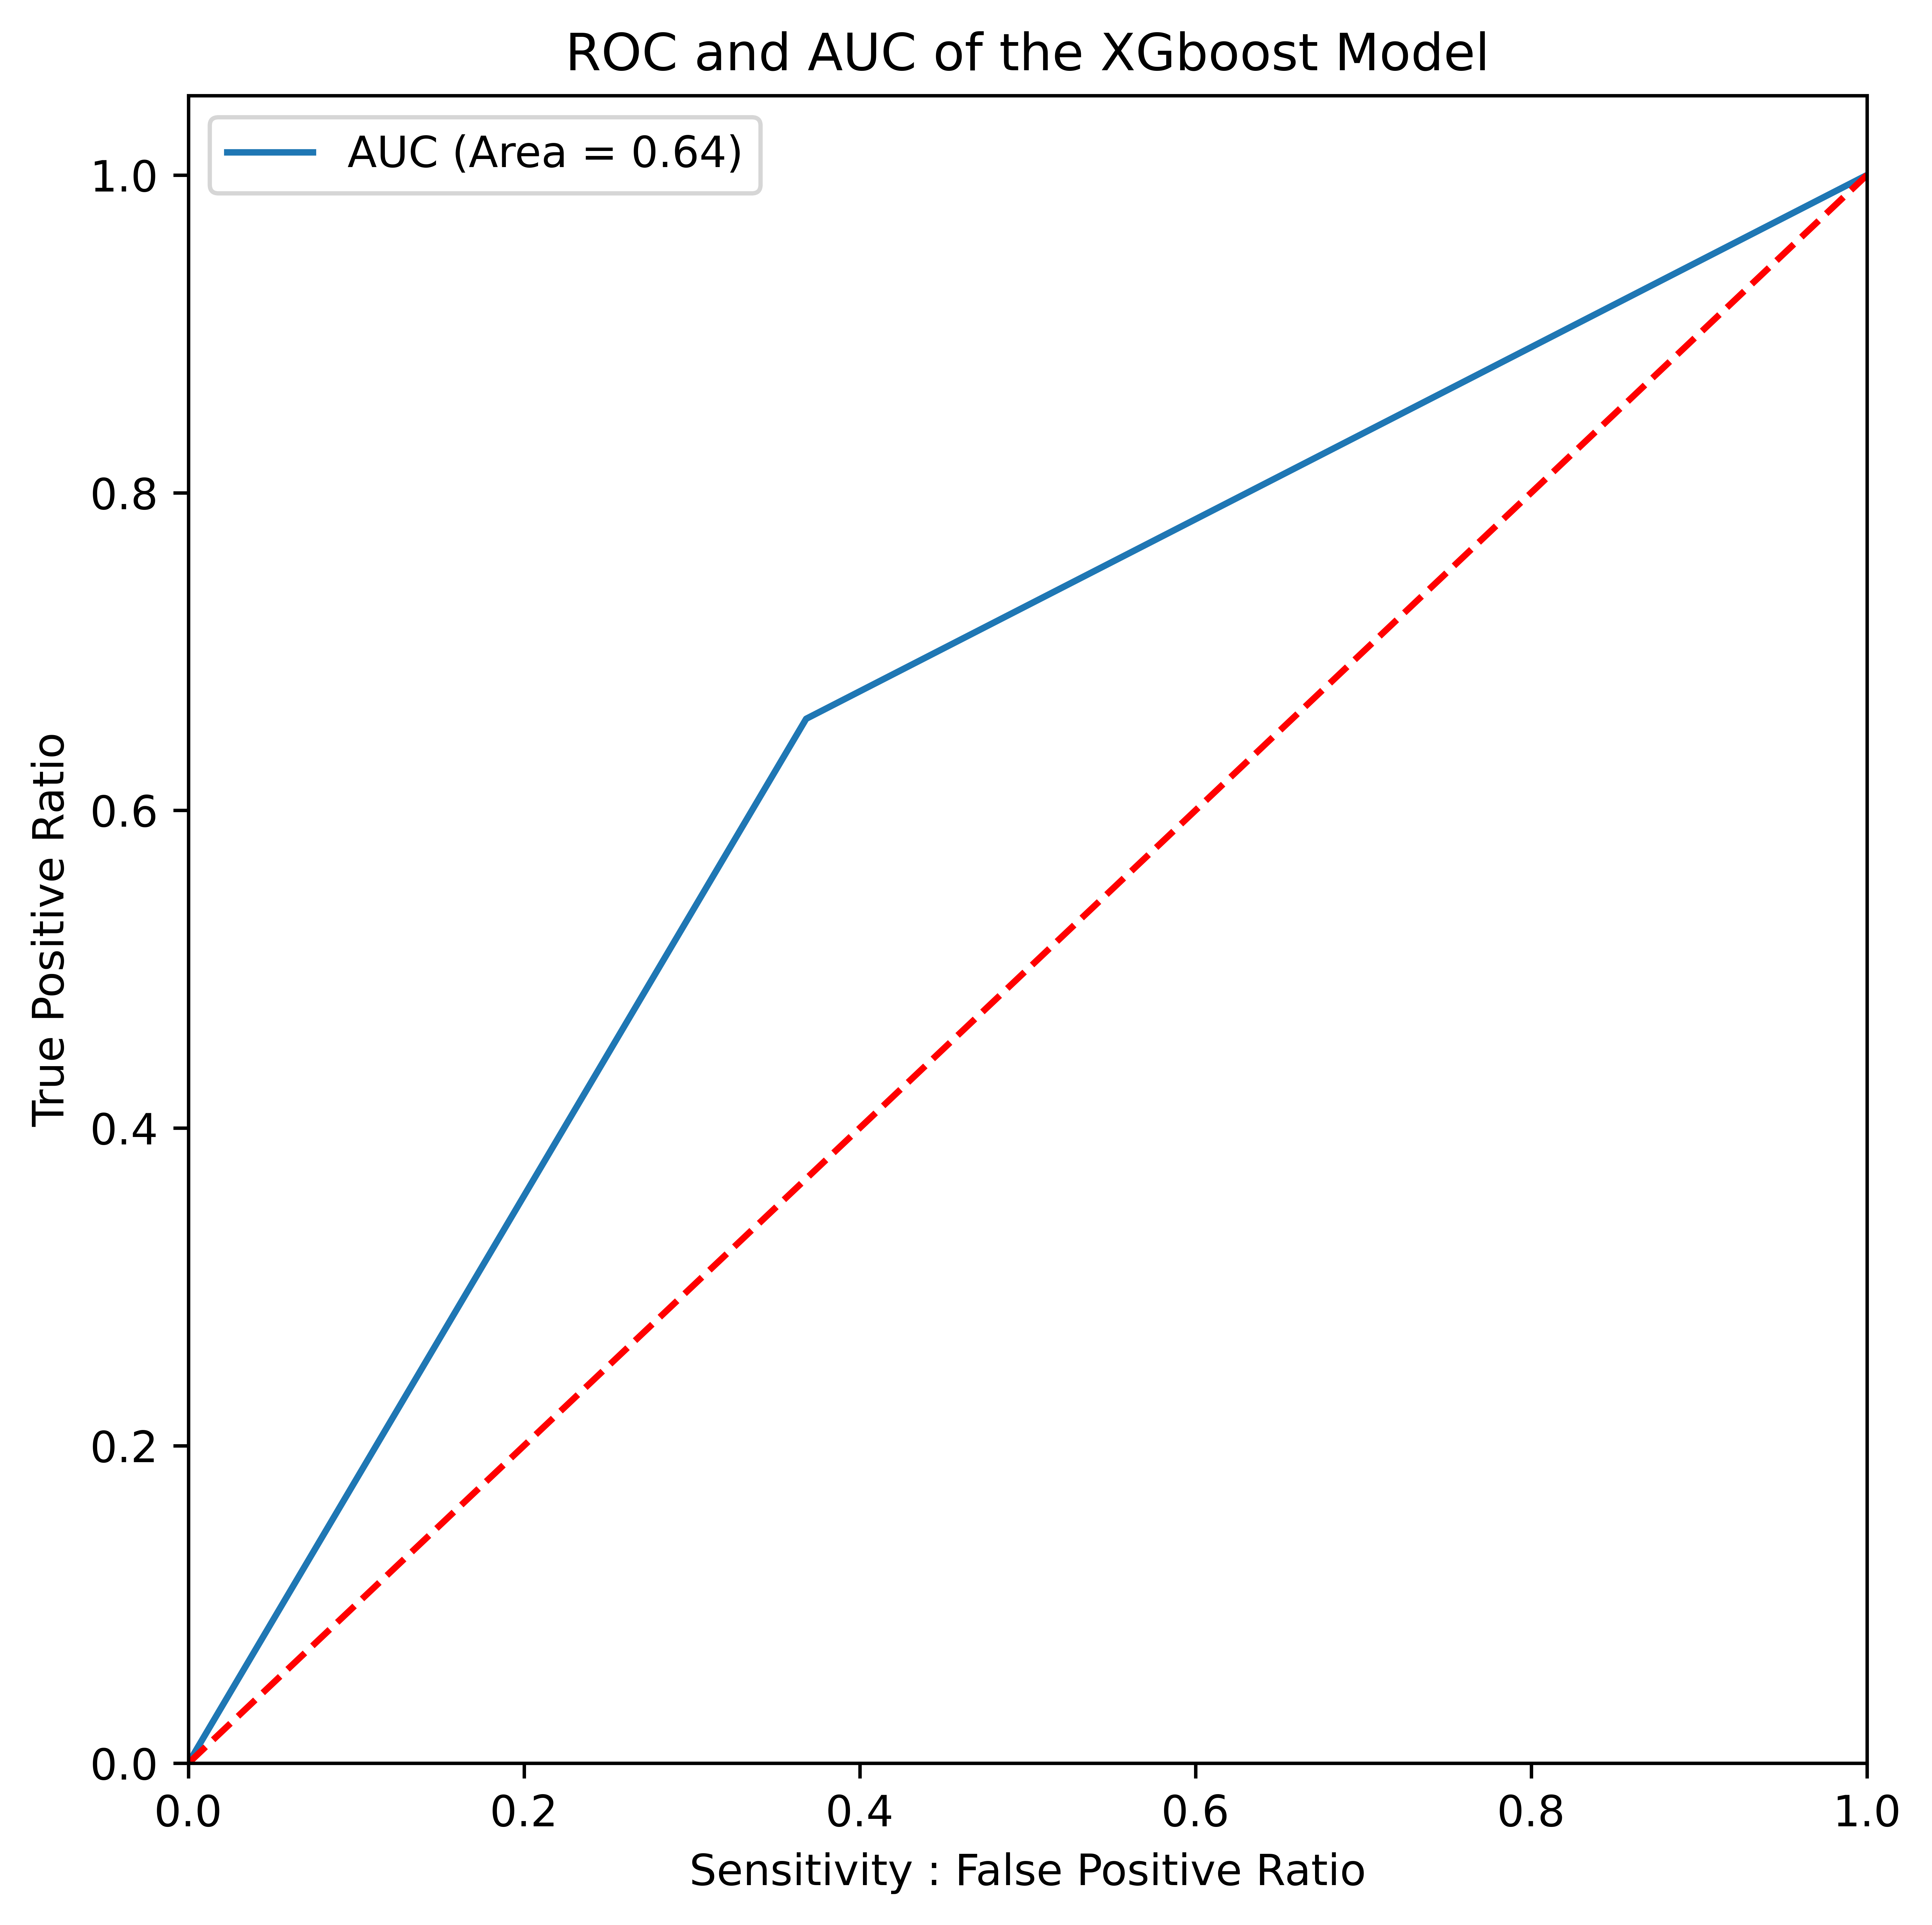 ROC and AUC of the XGboost Model
AUC (Area = 0.64)
True Positive Ratio
1.0
0.8
0.6
0.4
0.2
0.0
0.0 0.2 0.4 0.6 0.8 1.0
Sensitivity : False Positive Ratio